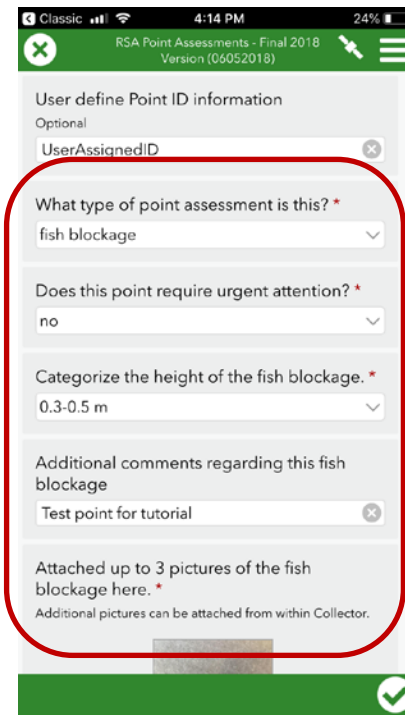 Classic 4:14 PM 24%
RSA Point Assessments - Final 2018
Version (06052018)
User define Point ID information
Optional
UserAssignedID
What type of point assessment is this? *
fish blockage
Does this point require urgent attention? *
no
Categorize the height of the fish blockage. *
0.3-0.5 m
Additional comments regarding this fish
blockage
Test point for tutorial
Attached up to 3 pictures of the fish
blockage here. *
Additional pictures can be attached from within Collector.